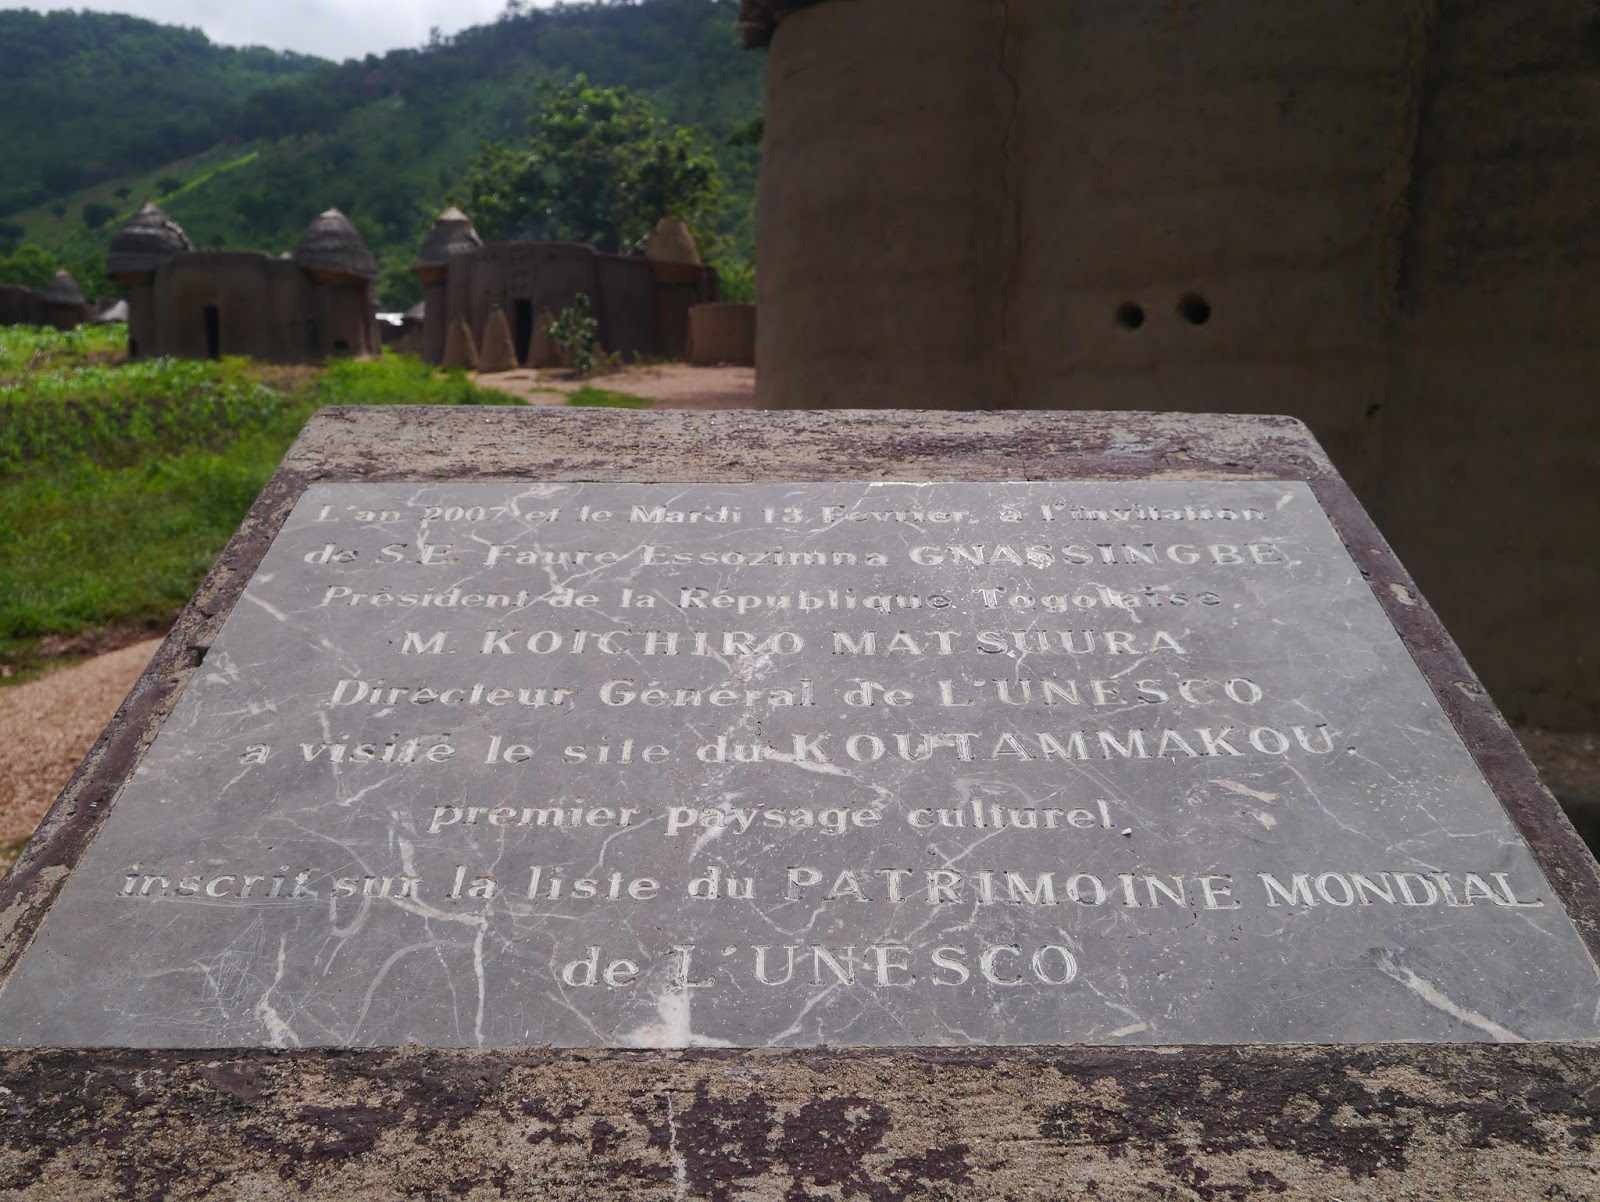 L'an 2007 et le Mardi 13 Février, à l'invitation
de S.E. Faure Essozimna GNASSINGBE,
Président de la République Togolaise,
M. KOICHIRO MATSUURA
Directeur Général de L'UNESCO
a visité le site du KOUTAMMAKOU,
premier paysage culturel,
inscrit sur la liste du PATRIMOINE MONDIAL
de L'UNESCO